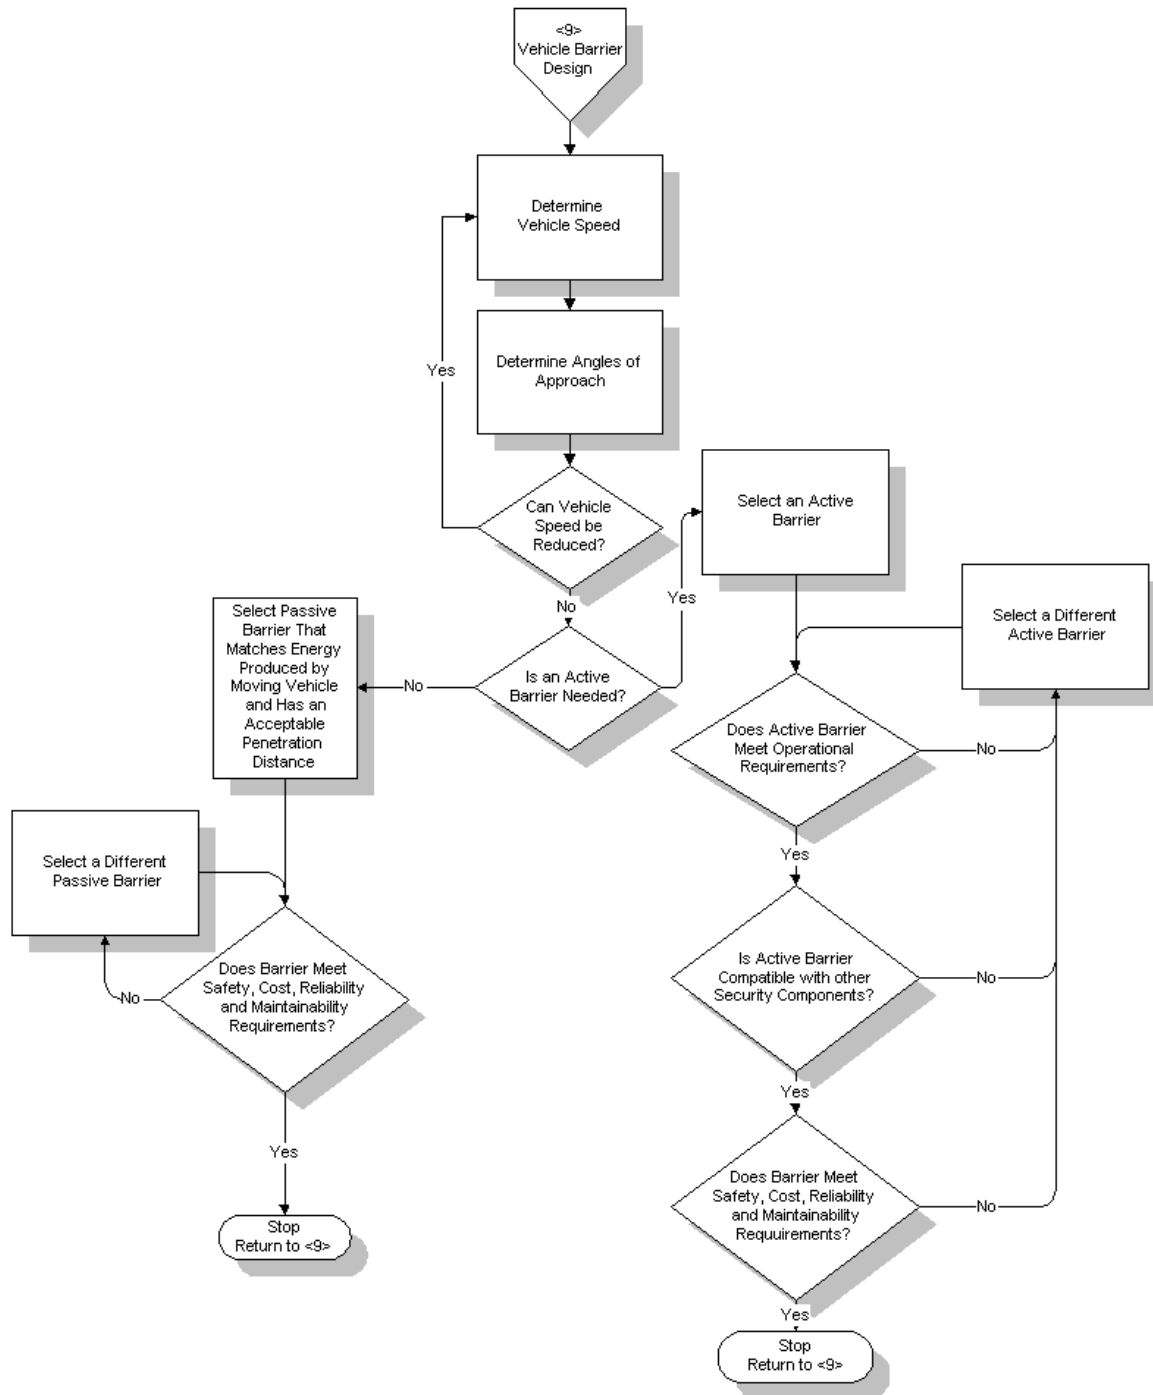 <9>
Vehicle Barrier
Design
Determine
Vehicle Speed
Determine Angles of
Approach
Yes
Can Vehicle
Speed be
Reduced?
No
Is an Active
Barrier Needed?
Yes
No
Select an Active
Barrier
Select a Different
Active Barrier
Select Passive
Barrier That
Matches Energy
Produced by
Moving Vehicle
and Has an
Acceptable
Penetration
Distance
Does Active Barrier
Meet Operational
Requirements?
No
Yes
Select a Different
Passive Barrier
Does Barrier Meet
Safety, Cost, Reliability
and Maintainability
Requirements?
No
Yes
Stop
Return to <9>
Is Active Barrier
Compatible with other
Security Components?
No
Yes
Does Barrier Meet
Safety, Cost, Reliability
and Maintainability
Requuirements?
No
Yes
Stop
Return to <9>